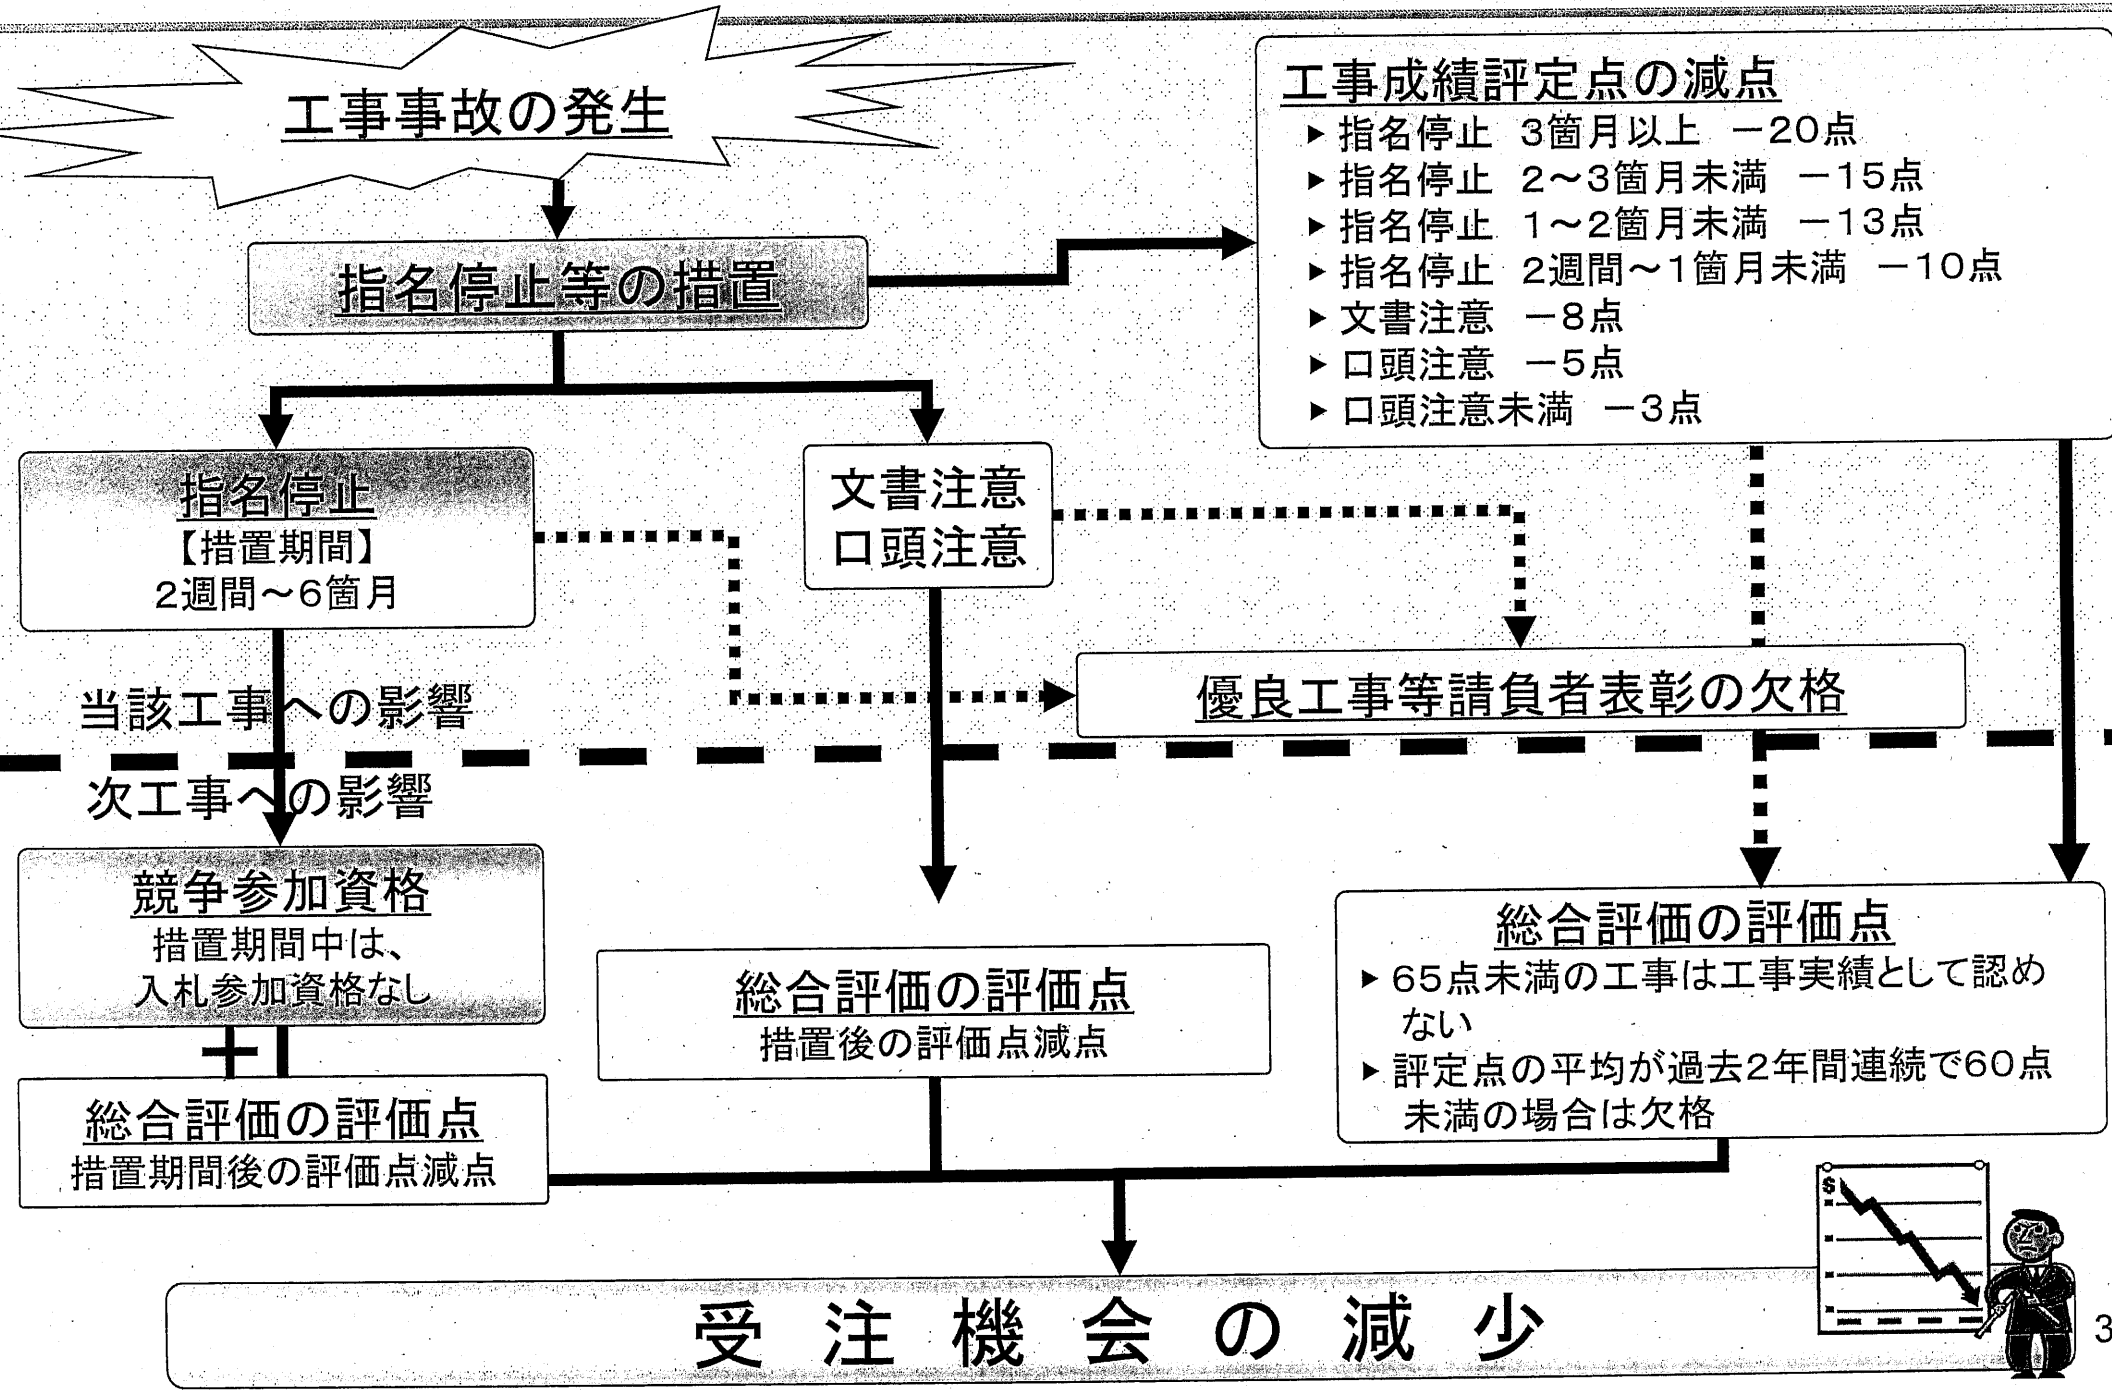 工事事故の発生
指名停止等の措置
工事成績評定点の減点
▶指名停止 3箇月以上 －20点
▶指名停止 2～3箇月未満 －15点
▶指名停止 1～2箇月未満 －13点
▶指名停止 2週間～1箇月未満 －10点
▶文書注意 －8点
▶口頭注意 －5点
▶口頭注意未満 －3点
指名停止
【措置期間】
2週間～6箇月
文書注意
口頭注意
優良工事等請負者表彰の欠格
当該工事への影響
次工事への影響
競争参加資格
措置期間中は、
入札参加資格なし
＋
総合評価の評価点
措置期間後の評価点減点
総合評価の評価点
措置後の評価点減点
総合評価の評価点
▶65点未満の工事は工事実績として認め
ない
▶評定点の平均が過去2年間連続で60点
未満の場合は欠格
$
受注機会の減少
3